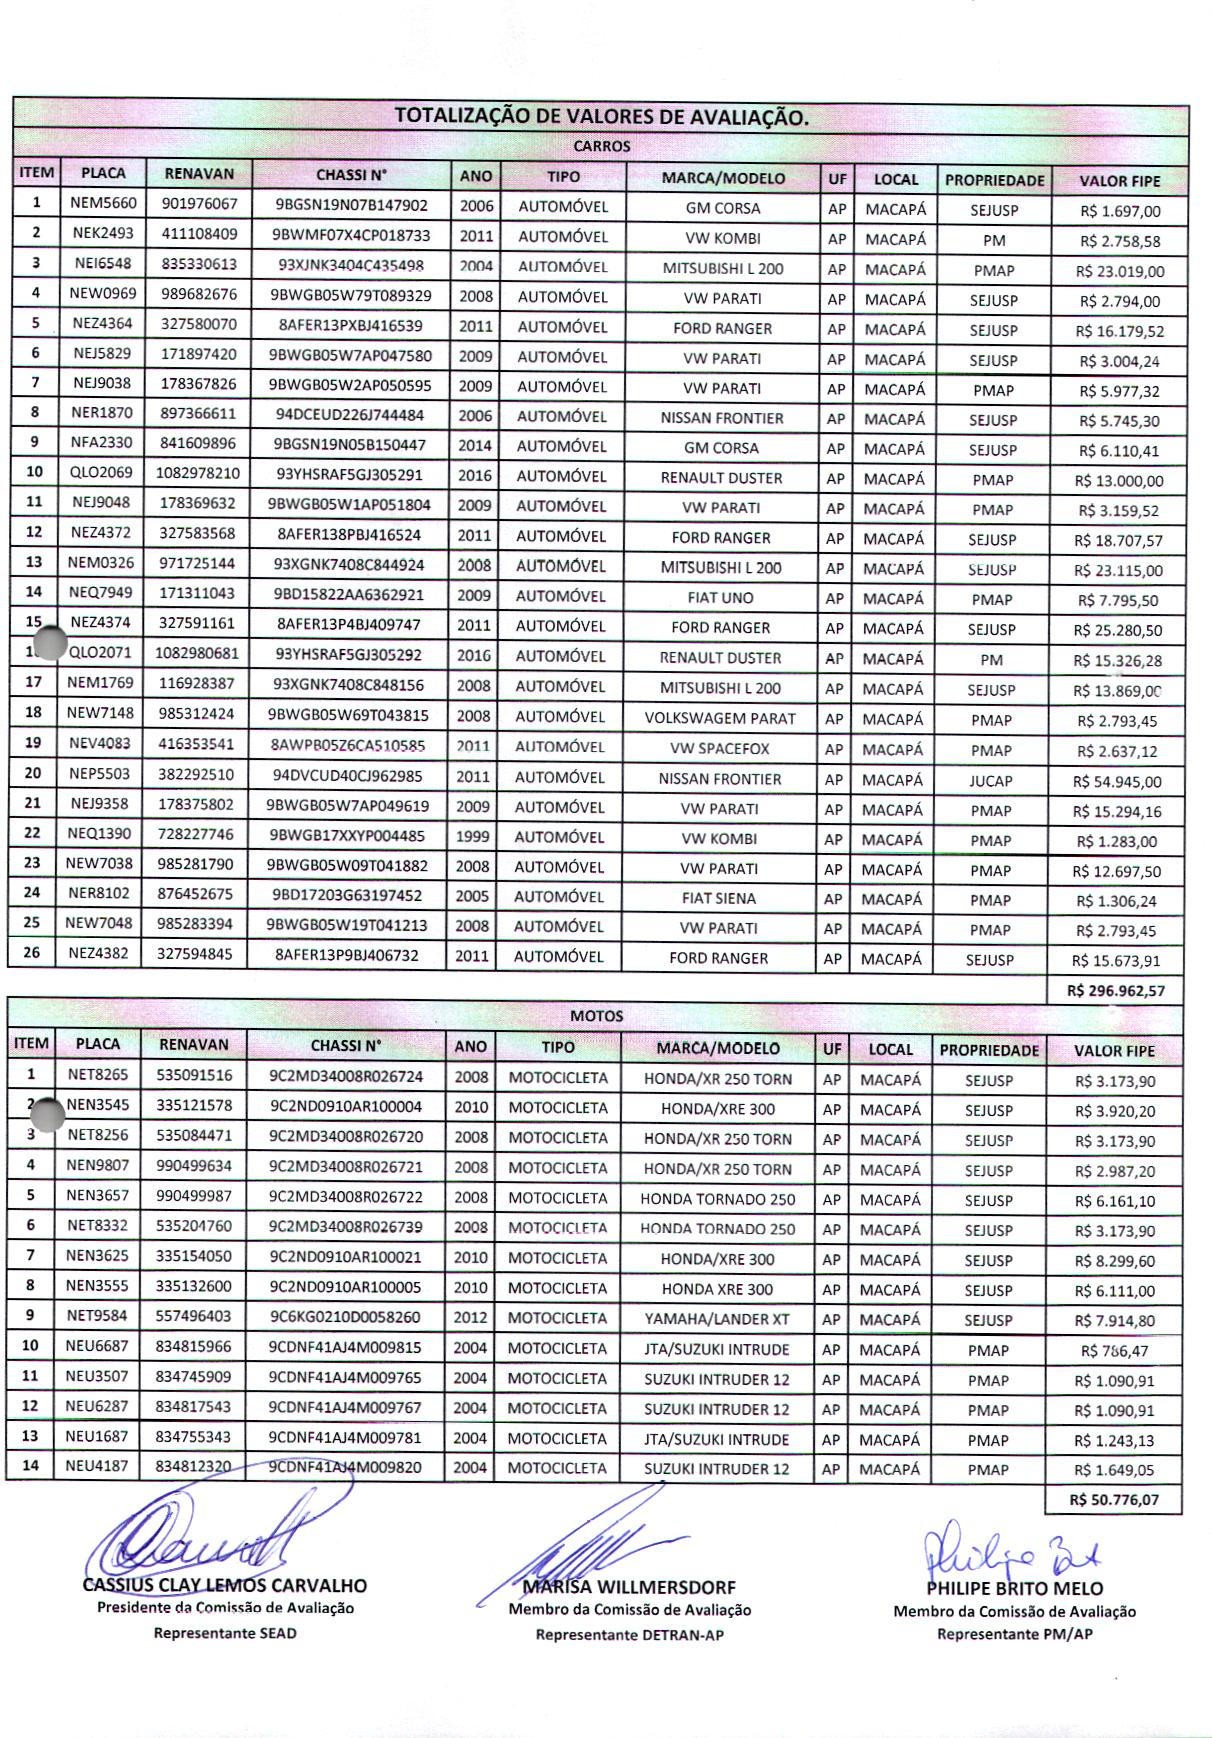 TOTALIZAÇÃO DE VALORES DE AVALIAÇÃO.
CARROS
ITEM PLACA RENAVAN CHASSI N° ANO TIPO MARCA/MODELO UF LOCAL PROPRIEDADE VALOR FIPE
1 NEM5660 901976067 9BGSN19N07B147902 2006 AUTOMÓVEL GM CORSA AP MACAPÁ SEJUSP R$ 1.697,00
2 NEK2493 411108409 9BWMF07X4CP018733 2011 AUTOMÓVEL VW KOMBI AP MACAPÁ PM R$ 2.758,58
3 NEI6548 835330613 93XJNK3404C435498 2004 AUTOMÓVEL MITSUBISHI L 200 AP MACAPÁ PMAP R$ 23.019,00
4 NEW0969 989682676 9BWGB05W79T089329 2008 AUTOMÓVEL VW PARATI AP MACAPÁ SEJUSP R$ 2.794,00
5 NEZ4364 327580070 8AFER13PXBJ416539 2011 AUTOMÓVEL FORD RANGER AP MACAPÁ SEJUSP R$ 16.179,52
6 NEJ5829 171897420 9BWGB05W7AP047580 2009 AUTOMÓVEL VW PARATI AP MACAPÁ SEJUSP R$ 3.004,24
7 NEJ9038 178367826 9BWGB05W2AP050595 2009 AUTOMÓVEL VW PARATI AP MACAPÁ PMAP R$ 5.977,32
8 NER1870 897366611 94DCEUD226J744484 2006 AUTOMÓVEL NISSAN FRONTIER AP MACAPÁ SEJUSP R$ 5.745,30
9 NFA2330 841609896 9BGSN19N05B150447 2014 AUTOMÓVEL GM CORSA AP MACAPÁ SEJUSP R$ 6.110,41
10 QLO2069 1082978210 93YHSRAF5GJ305291 2016 AUTOMÓVEL RENAULT DUSTER AP MACAPÁ PMAP R$ 13.000,00
11 NEJ9048 178369632 9BWGB05W1AP051804 2009 AUTOMÓVEL VW PARATI AP MACAPÁ PMAP R$ 3.159,52
12 NEZ4372 327583568 8AFER138PBJ416524 2011 AUTOMÓVEL FORD RANGER AP MACAPÁ SEJUSP R$ 18.707,57
13 NEM0326 971725144 93XGNK7408C844924 2008 AUTOMÓVEL MITSUBISHI L 200 AP MACAPÁ SEJUSP R$ 23.115,00
14 NEQ7949 171311043 9BD15822AA6362921 2009 AUTOMÓVEL FIAT UNO AP MACAPÁ PMAP R$ 7.795,50
15 NEZ4374 327591161 8AFER13P4BJ409747 2011 AUTOMÓVEL FORD RANGER AP MACAPÁ SEJUSP R$ 25.280,50
QLO2071 1082980681 93YHSRAF5GJ305292 2016 AUTOMÓVEL RENAULT DUSTER AP MACAPÁ PM R$ 15.326,28
17 NEM1769 116928387 93XGNK7408C848156 2008 AUTOMÓVEL MITSUBISHI L 200 AP MACAPÁ SEJUSP R$ 13.869,00
18 NEW7148 985312424 9BWGB05W69T043815 2008 AUTOMÓVEL VOLKSWAGEM PARAT AP MACAPÁ PMAP R$ 2.793,45
19 NEV4083 416353541 8AWPB05Z6CA510585 2011 AUTOMÓVEL VW SPACEFOX AP MACAPÁ PMAP R$ 2.637,12
20 NEP5503 382292510 94DVCUD40CJ962985 2011 AUTOMÓVEL NISSAN FRONTIER AP MACAPÁ JUCAP R$ 54.945,00
21 NEJ9358 178375802 9BWGB05W7AP049619 2009 AUTOMÓVEL VW PARATI AP MACAPÁ PMAP R$ 15.294,16
22 NEQ1390 728227746 9BWGB17XXYP004485 1999 AUTOMÓVEL VW KOMBI AP MACAPÁ PMAP R$ 1.283,00
23 NEW7038 985281790 9BWGB05W09T041882 2008 AUTOMÓVEL VW PARATI AP MACAPÁ PMAP R$ 12.697,50
24 NER8102 876452675 9BD17203G63197452 2005 AUTOMÓVEL FIAT SIENA AP MACAPÁ PMAP R$ 1.306,24
25 NEW7048 985283394 9BWGB05W19T041213 2008 AUTOMÓVEL VW PARATI AP MACAPÁ PMAP R$ 2.793,45
26 NEZ4382 327594845 8AFER13P9BJ406732 2011 AUTOMÓVEL FORD RANGER AP MACAPÁ SEJUSP R$ 15.673,91
R$ 296.962,57
MOTOS
ITEM PLACA RENAVAN CHASSI N° ANO TIPO MARCA/MODELO UF LOCAL PROPRIEDADE VALOR FIPE
1 NET8265 535091516 9C2MD34008R026724 2008 MOTOCICLETA HONDA/XR 250 TORN AP MACAPÁ SEJUSP R$ 3.173,90
2 NEN3545 335121578 9C2ND0910AR100004 2010 MOTOCICLETA HONDA/XRE 300 AP MACAPÁ SEJUSP R$ 3.920,20
3 NET8256 535084471 9C2MD34008R026720 2008 MOTOCICLETA HONDA/XR 250 TORN AP MACAPÁ SEJUSP R$ 3.173,90
4 NEN9807 990499634 9C2MD34008R026721 2008 MOTOCICLETA HONDA/XR 250 TORN AP MACAPÁ SEJUSP R$ 2.987,20
5 NEN3657 990499987 9C2MD34008R026722 2008 MOTOCICLETA HONDA TORNADO 250 AP MACAPÁ SEJUSP R$ 6.161,10
6 NET8332 535204760 9C2MD34008R026739 2008 MOTOCICLETA HONDA TORNADO 250 AP MACAPÁ SEJUSP R$ 3.173,90
7 NEN3625 335154050 9C2ND0910AR100021 2010 MOTOCICLETA HONDA/XRE 300 AP MACAPÁ SEJUSP R$ 8.299,60
8 NEN3555 335132600 9C2ND0910AR100005 2010 MOTOCICLETA HONDA XRE 300 AP MACAPÁ SEJUSP R$ 6.111,00
9 NET9584 557496403 9C6KG0210D0058260 2012 MOTOCICLETA YAMAHA/LANDER XT AP MACAPÁ SEJUSP R$ 7.914,80
10 NEU6687 834815966 9CDNF41AJ4M009815 2004 MOTOCICLETA JTA/SUZUKI INTRUDE AP MACAPÁ PMAP R$ 786,47
11 NEU3507 834745909 9CDNF41AJ4M009765 2004 MOTOCICLETA SUZUKI INTRUDER 12 AP MACAPÁ PMAP R$ 1.090,91
12 NEU6287 834817543 9CDNF41AJ4M009767 2004 MOTOCICLETA SUZUKI INTRUDER 12 AP MACAPÁ PMAP R$ 1.090,91
13 NEU1687 834755343 9CDNF41AJ4M009781 2004 MOTOCICLETA JTA/SUZUKI INTRUDE AP MACAPÁ PMAP R$ 1.243,13
14 NEU4187 834812320 9CDNF41AJ4M009820 2004 MOTOCICLETA SUZUKI INTRUDER 12 AP MACAPÁ PMAP R$ 1.649,05
R$ 50.776,07
CASSIUS CLAY LEMOS CARVALHO MARISA WILLMERSDORF PHILIPE BRITO MELO
Presidente da Comissão de Avaliação Membro da Comissão de Avaliação Membro da Comissão de Avaliação
Representante SEAD Representante DETRAN-AP Representante PM/AP